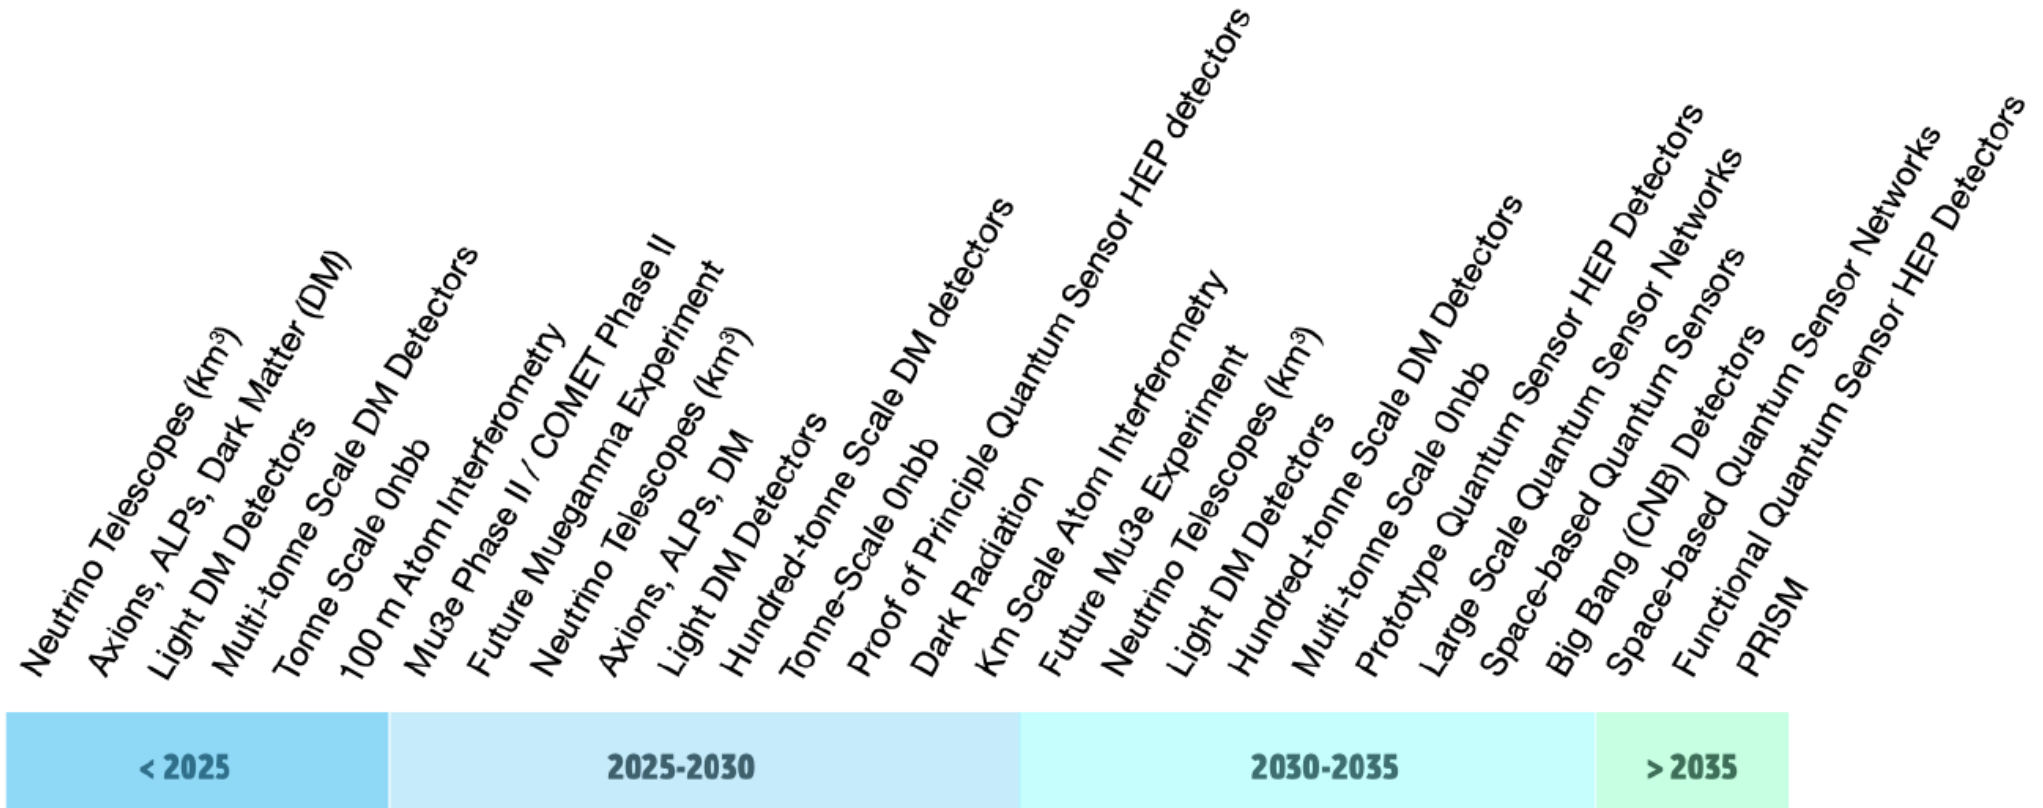 Neutrino Telescopes (km³)
Axions, ALPs, Dark Matter (DM)
Light DM Detectors
Multi-tonne Scale DM Detectors
Tonne Scale 0nbb
100 m Atom Interferometry
Mu3e Phase II / COMET Phase II
Future Muegamma Experiment
Neutrino Telescopes (km³)
Axions, ALPs, DM
Light DM Detectors
Hundred-tonne Scale DM detectors
Tonne-Scale 0nbb
Proof of Principle Quantum Sensor HEP detectors
Dark Radiation
Km Scale Atom Interferometry
Future Mu3e Experiment
Neutrino Telescopes (km³)
Light DM Detectors
Hundred-tonne Scale DM Detectors
Multi-tonne Scale 0nbb
Prototype Quantum Sensor HEP Detectors
Large Scale Quantum Sensor Networks
Space-based Quantum Sensors
Big Bang (CNB) Detectors
Space-based Quantum Sensor Networks
Functional Quantum Sensor HEP Detectors
PRISM
< 2025
2025-2030
2030-2035
> 2035